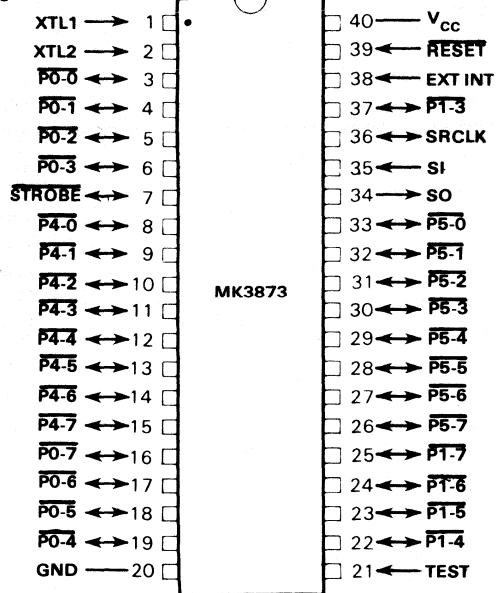 XTL1 1 40 VCC
XTL2 2 39 RESET
P0-0 3 38 EXT INT
P0-1 4 37 P1-3
P0-2 5 36 SRCLK
P0-3 6 35 SI
STROBE 7 34 SO
P4-0 8 33 P5-0
P4-1 9 32 P5-1
P4-2 10 31 P5-2
MK3873
P4-3 11 30 P5-3
P4-4 12 29 P5-4
P4-5 13 28 P5-5
P4-6 14 27 P5-6
P4-7 15 26 P5-7
P0-7 16 25 P1-7
P0-6 17 24 P1-6
P0-5 18 23 P1-5
P0-4 19 22 P1-4
GND 20 21 TEST